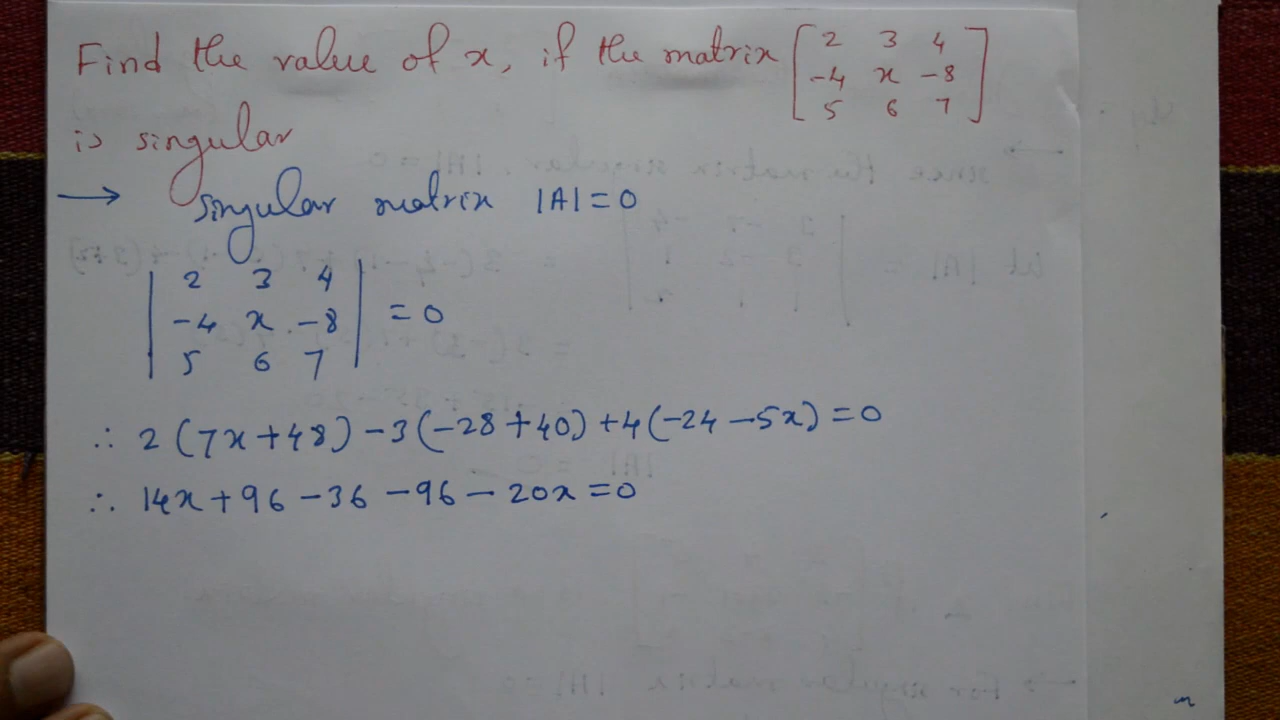 Find the value of x, if the matrix [ 2 3 4
-4 x -8
5 6 7 ]
is singular
→ Singular matrix |A| = 0
| 2 3 4 |
| -4 x -8 | = 0
| 5 6 7 |
∴ 2 (7x+48) -3(-28+40) +4(-24-5x) = 0
∴ 14x+96 -36 -96 - 20x = 0